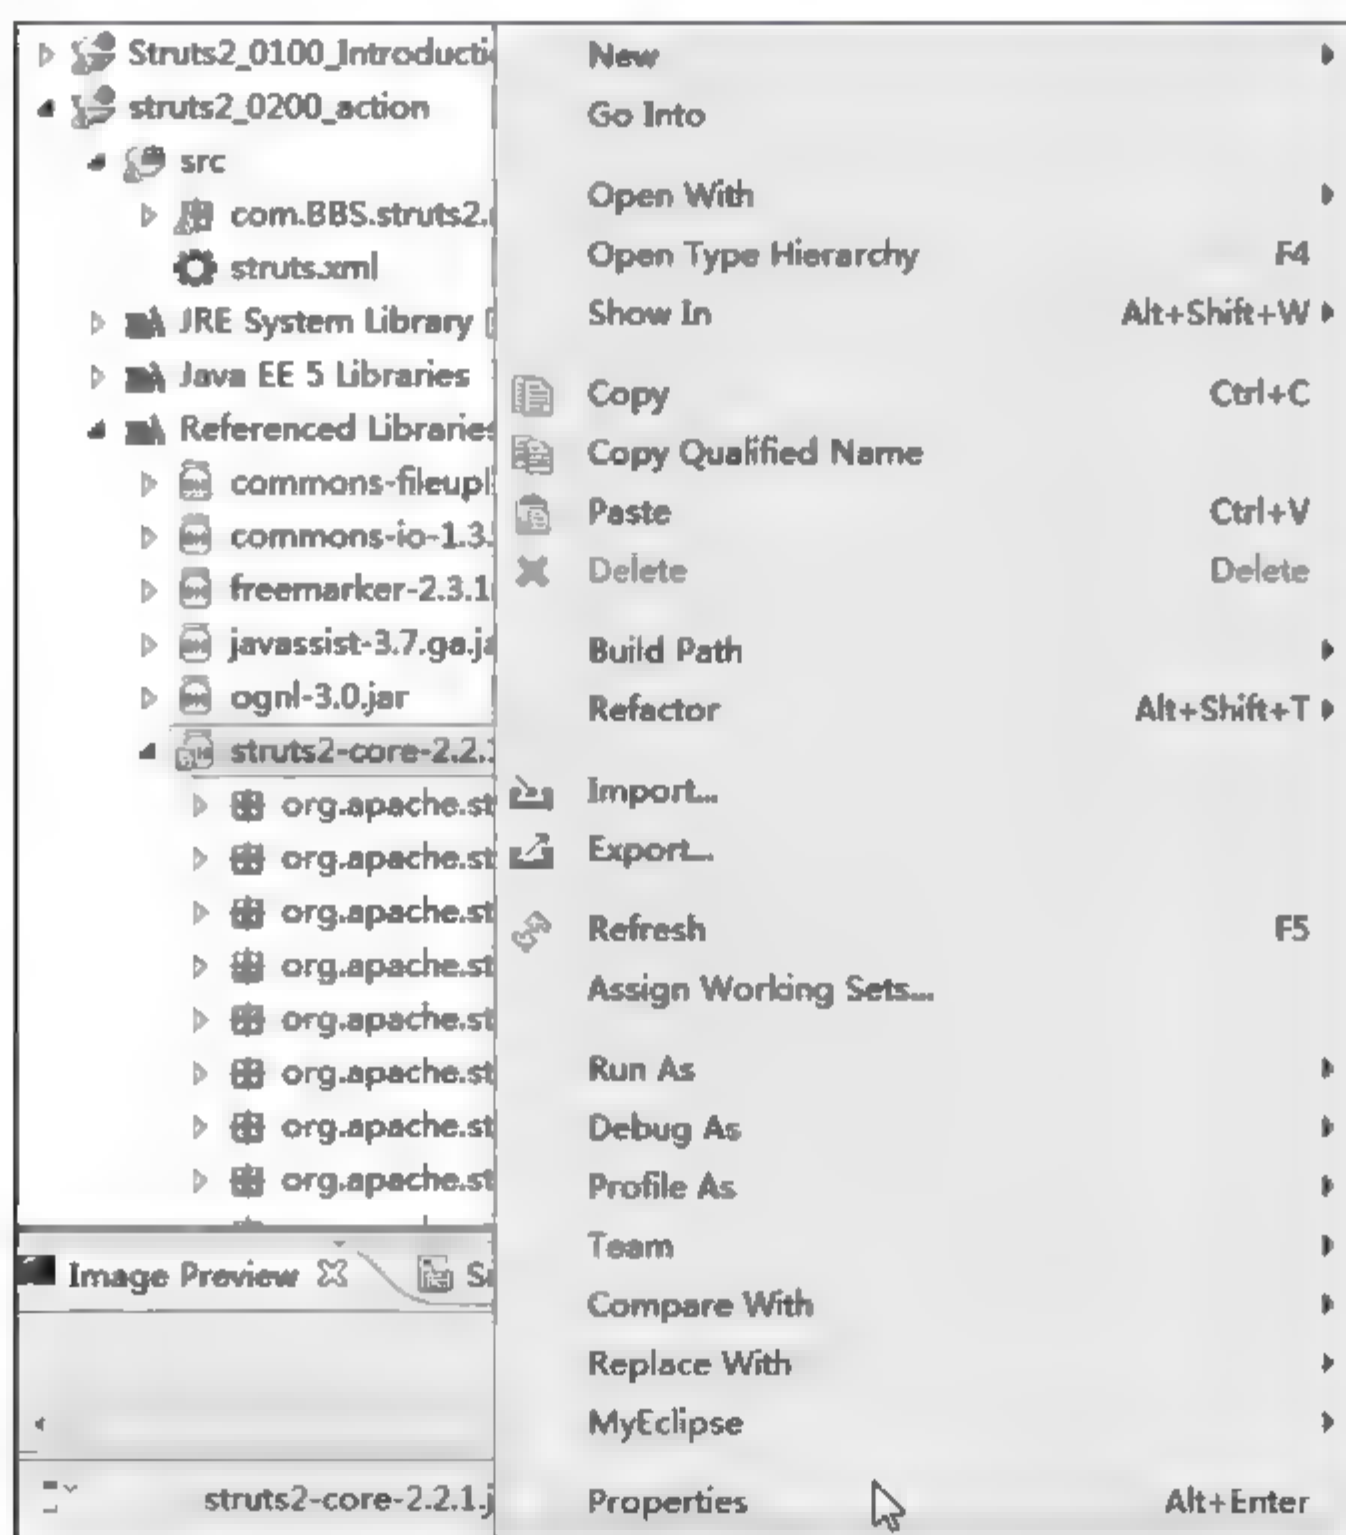 Struts2_0100_Introducti
struts2_0200_action
src
com.BBS.struts2.
struts.xml
JRE System Library [
Java EE 5 Libraries
Referenced Libraries
commons-fileupl
commons-io-1.3.
freemarker-2.3.1
javassist-3.7.ga.ja
ognl-3.0.jar
struts2-core-2.2.1
org.apache.st
org.apache.st
org.apache.st
org.apache.st
org.apache.st
org.apache.st
org.apache.st
org.apache.st
Image Preview
struts2-core-2.2.1.j
New
Go Into
Open With
Open Type Hierarchy F4
Show In Alt+Shift+W
Copy Ctrl+C
Copy Qualified Name
Paste Ctrl+V
Delete Delete
Build Path
Refactor Alt+Shift+T
Import...
Export...
Refresh F5
Assign Working Sets...
Run As
Debug As
Profile As
Team
Compare With
Replace With
MyEclipse
Properties Alt+Enter